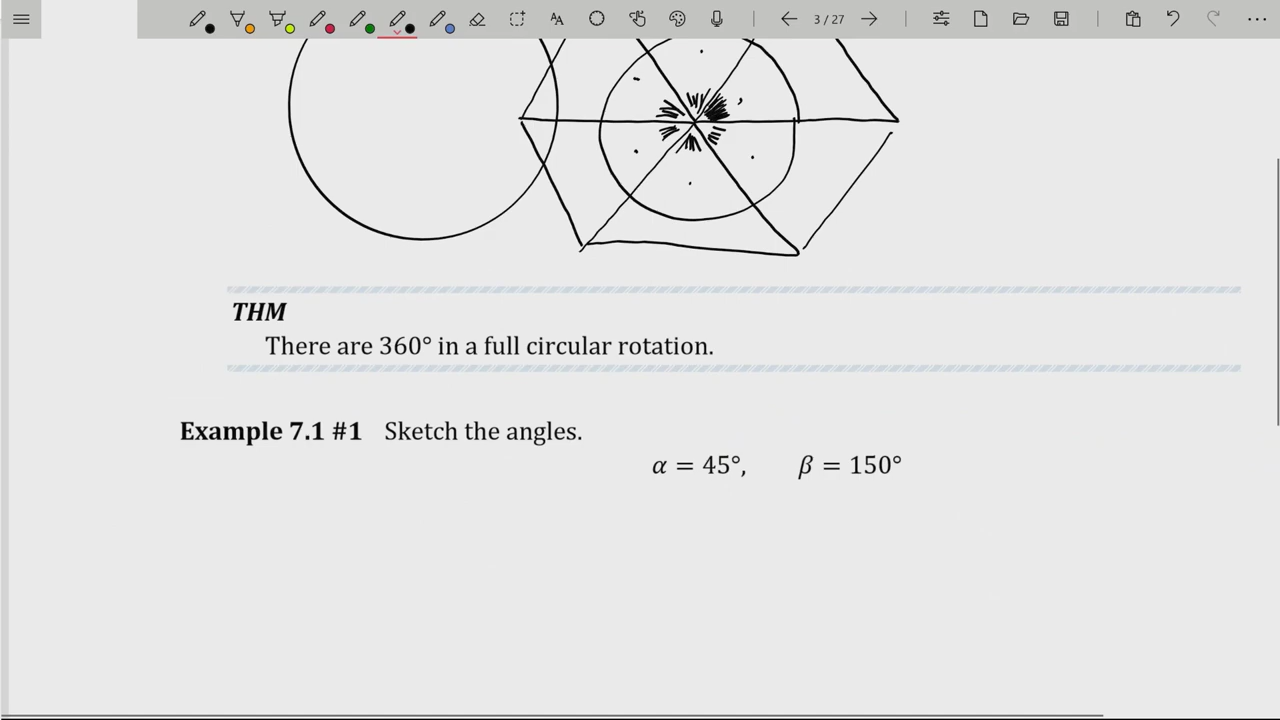 3 / 27
THM
There are 360° in a full circular rotation.
Example 7.1 #1 Sketch the angles.
α = 45°, β = 150°